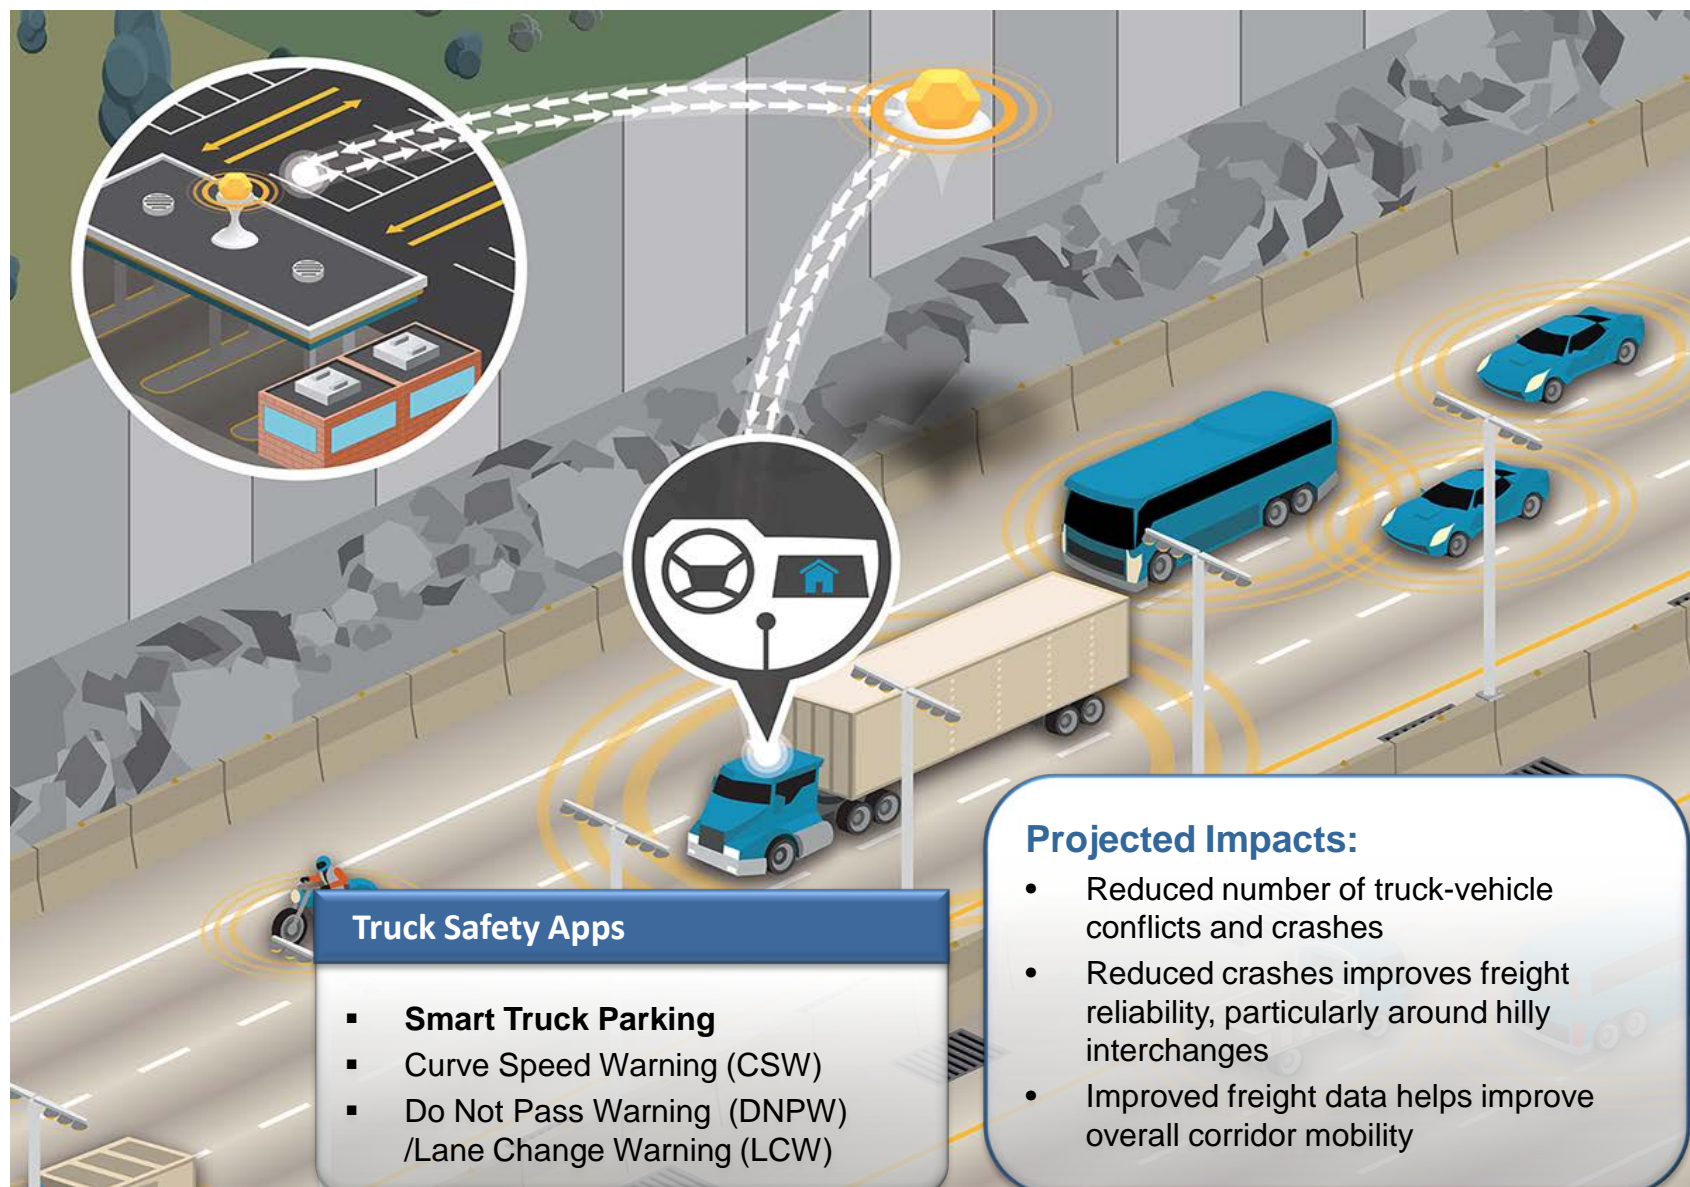 Truck Safety Apps
▪ Smart Truck Parking
▪ Curve Speed Warning (CSW)
▪ Do Not Pass Warning (DNPW)
/Lane Change Warning (LCW)
Projected Impacts:
• Reduced number of truck-vehicle
conflicts and crashes
• Reduced crashes improves freight
reliability, particularly around hilly
interchanges
• Improved freight data helps improve
overall corridor mobility